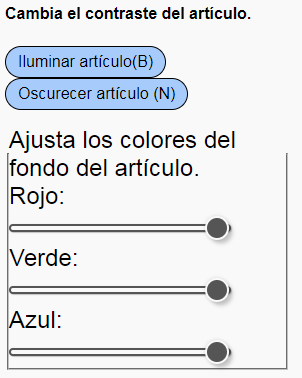 Cambia el contraste del artículo.
Iluminar artículo(B)
Oscurecer artículo (N)
Ajusta los colores del
fondo del artículo.
Rojo:
Verde:
Azul: